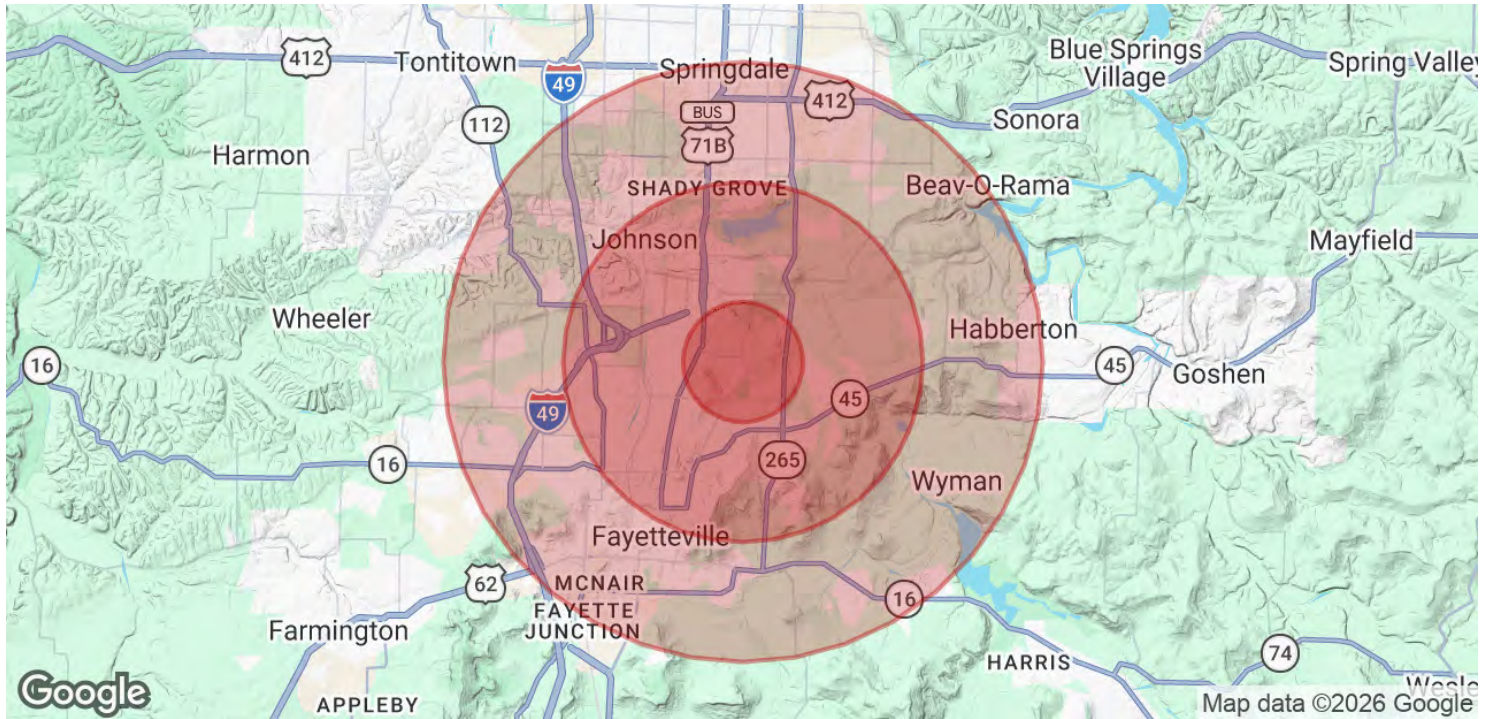 412
Tontitown
49
Springdale
Blue Springs
Village
Spring Valley
BUS
71B
412
112
Sonora
Harmon
SHADY GROVE
Beav-O-Rama
Johnson
Mayfield
Wheeler
Habberton
16
45
Goshen
45
49
16
265
Wyman
Fayetteville
62
MCNAIR
FAYETTE
JUNCTION
16
Farmington
HARRIS
74
Wesle
Google
APPLEBY
Map data ©2026 Google